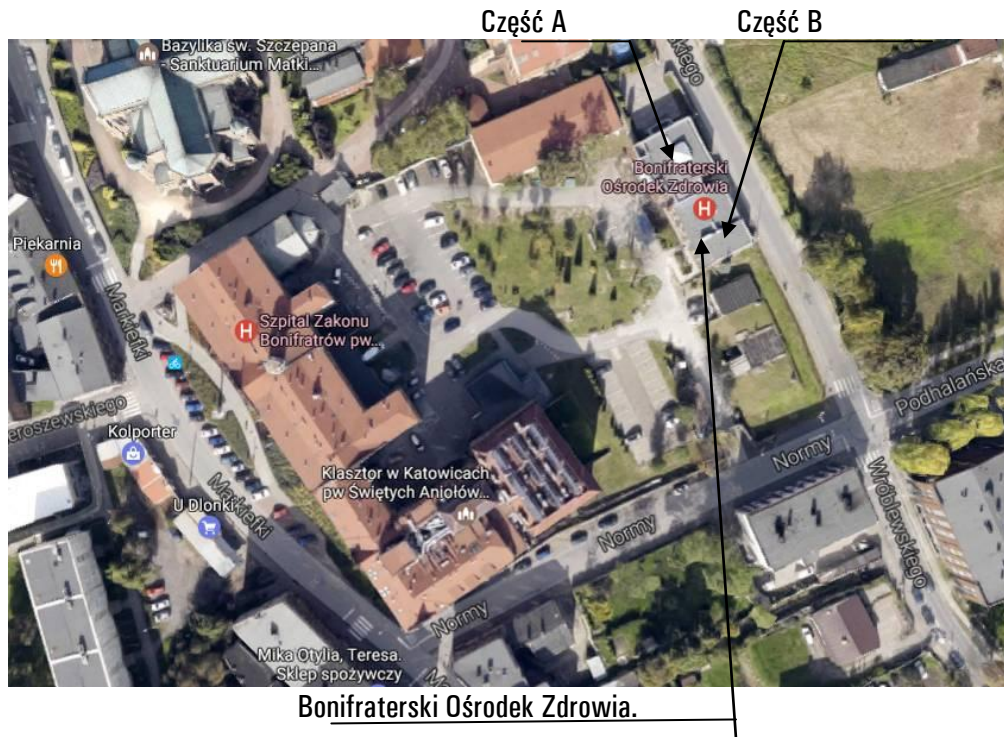 Część A
Część B
Bazylika św. Szczepana
- Sanktuarium Matki...
skiego
Bonifraterski
Ośrodek Zdrowia
H
Piekarnia
Markiefki
Szpital Zakonu
Bonifratrów pw...
H
Podhalańska
eroszewskiego
Kolporter
Normy
Klasztor w Katowicach
pw Świętych Aniołów...
U Dlonki
Markiefki
Normy
Wróblewskiego
Normy
Mika Otylia, Teresa.
Sklep spożywczy
Ma
Bonifraterski Ośrodek Zdrowia.